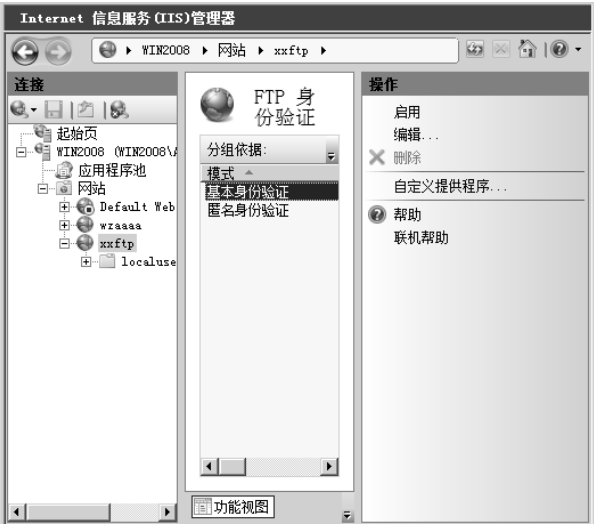 Internet 信息服务(IIS)管理器
WIN2008 网站 xxftp
连接
起始页
WIN2008 (WIN2008\A
应用程序池
网站
Default Web
wzaaaa
xxftp
localuse
FTP 身
份验证
分组依据:
模式
基本身份验证
匿名身份验证
功能视图
操作
启用
编辑...
删除
自定义提供程序...
帮助
联机帮助